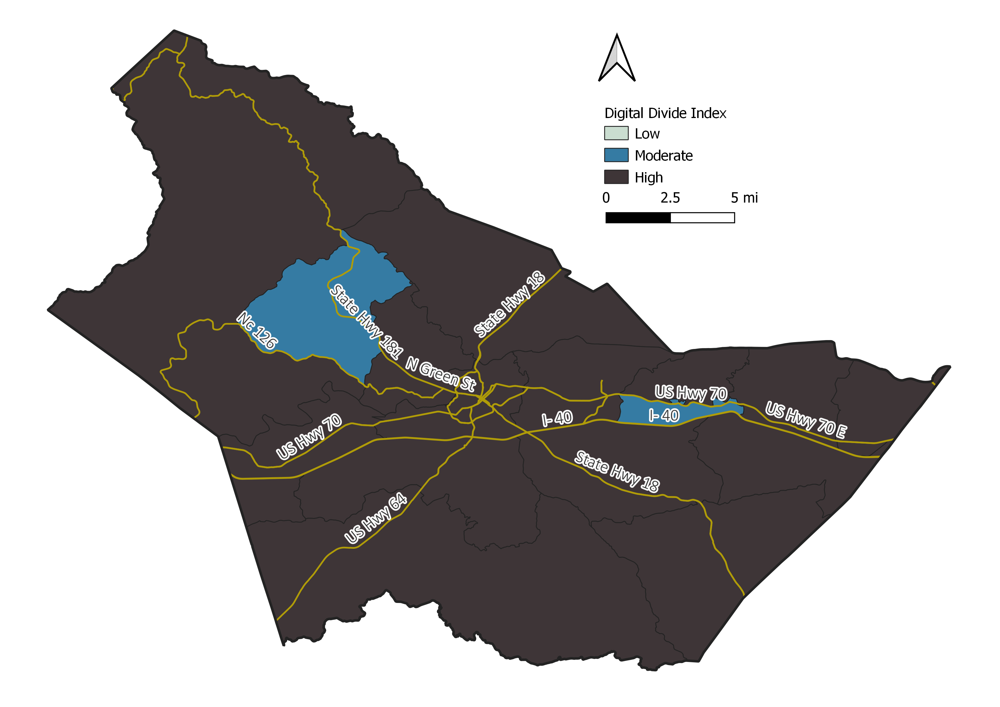 Digital Divide Index
Low
Moderate
High
0 2.5 5 mi
State Hwy 18
State Hwy 181
Nc 126
N Green St
US Hwy 70
I- 40
I- 40
US Hwy 70 E
US Hwy 70
State Hwy 18
US Hwy 64